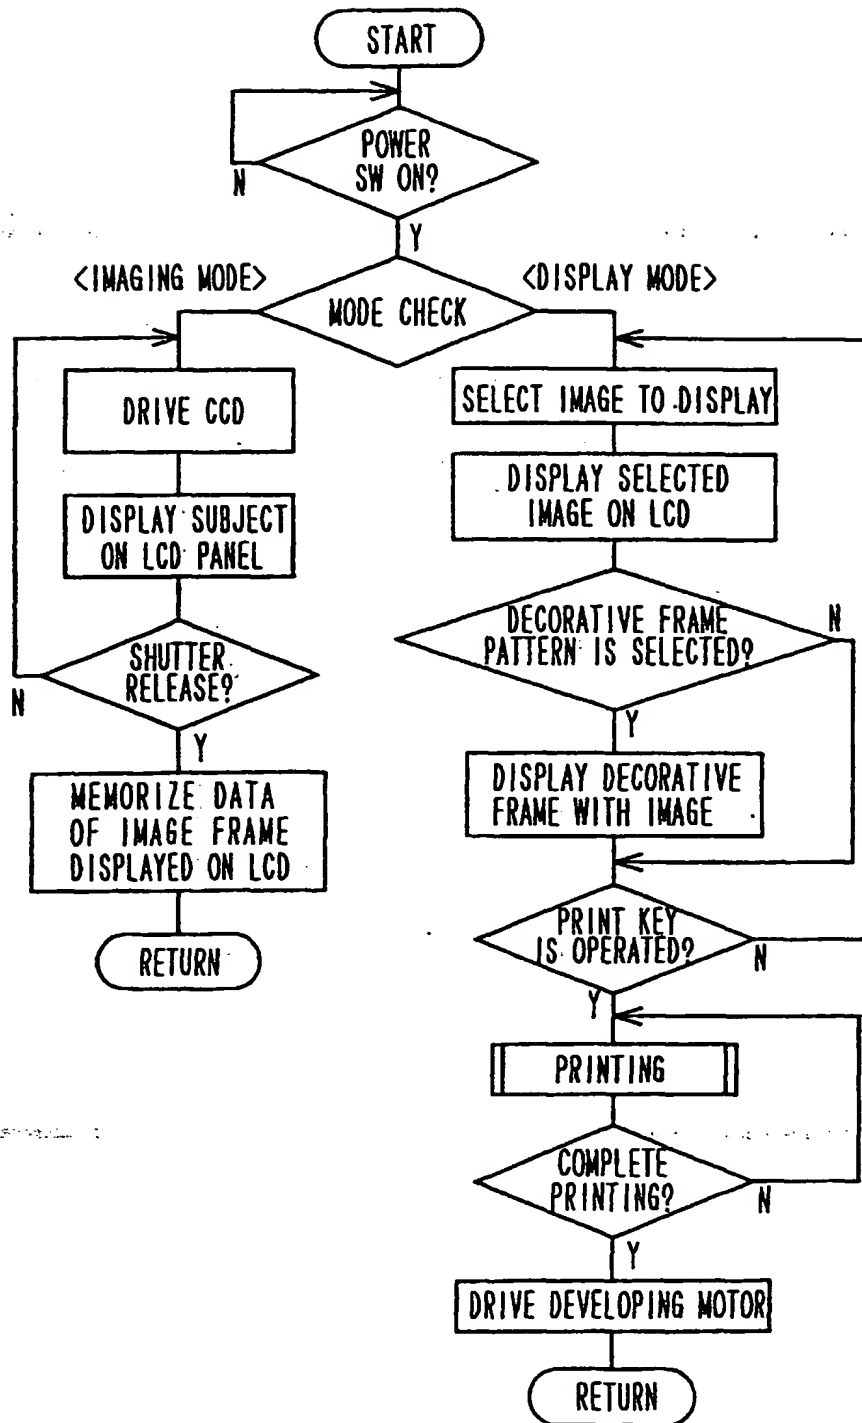 START
POWER
SW ON?
N
Y
<IMAGING MODE>
<DISPLAY MODE>
MODE CHECK
DRIVE CCD
DISPLAY SUBJECT
ON LCD PANEL
SHUTTER
RELEASE?
N
Y
MEMORIZE DATA
OF IMAGE FRAME
DISPLAYED ON LCD
RETURN
SELECT IMAGE TO DISPLAY
DISPLAY SELECTED
IMAGE ON LCD
DECORATIVE FRAME
PATTERN IS SELECTED?
N
Y
DISPLAY DECORATIVE
FRAME WITH IMAGE
PRINT KEY
IS OPERATED?
N
Y
PRINTING
COMPLETE
PRINTING?
N
Y
DRIVE DEVELOPING MOTOR
RETURN